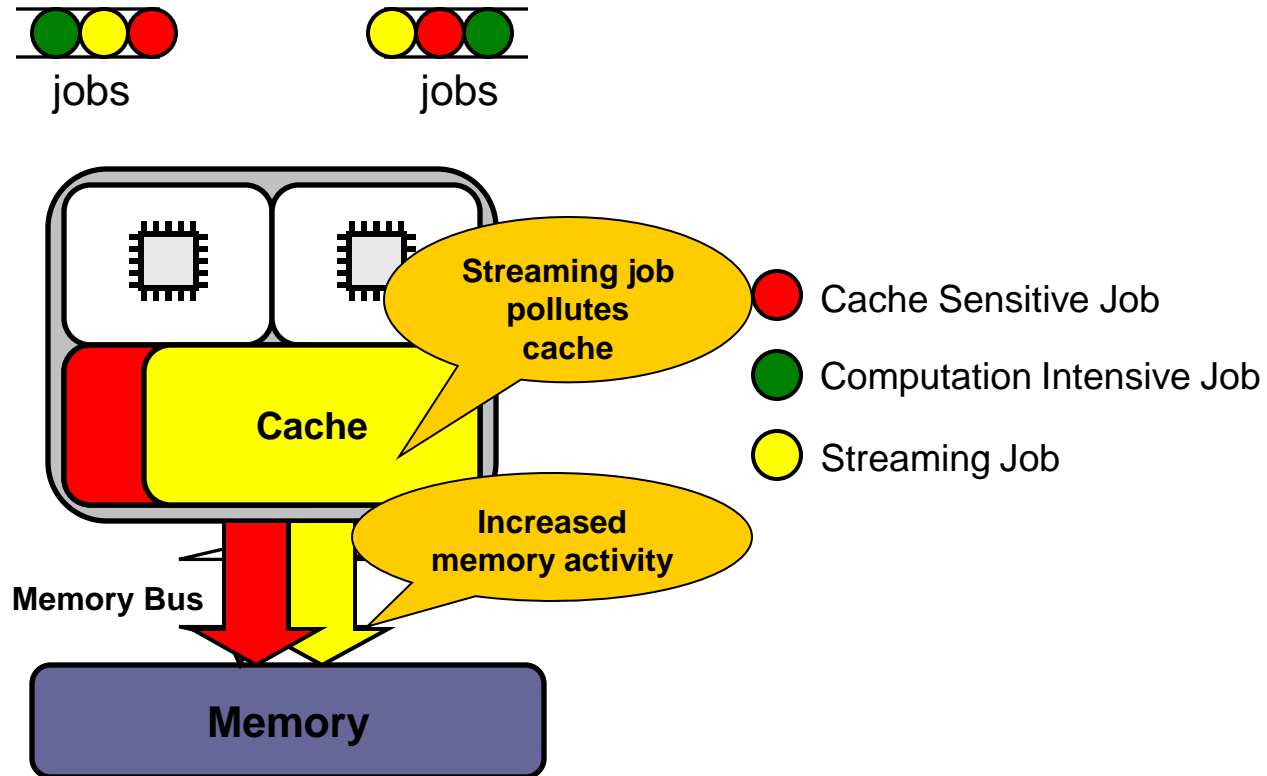 jobs
jobs
Streaming job
pollutes
cache
Cache Sensitive Job
Computation Intensive Job
Streaming Job
Cache
Increased
memory activity
Memory Bus
Memory